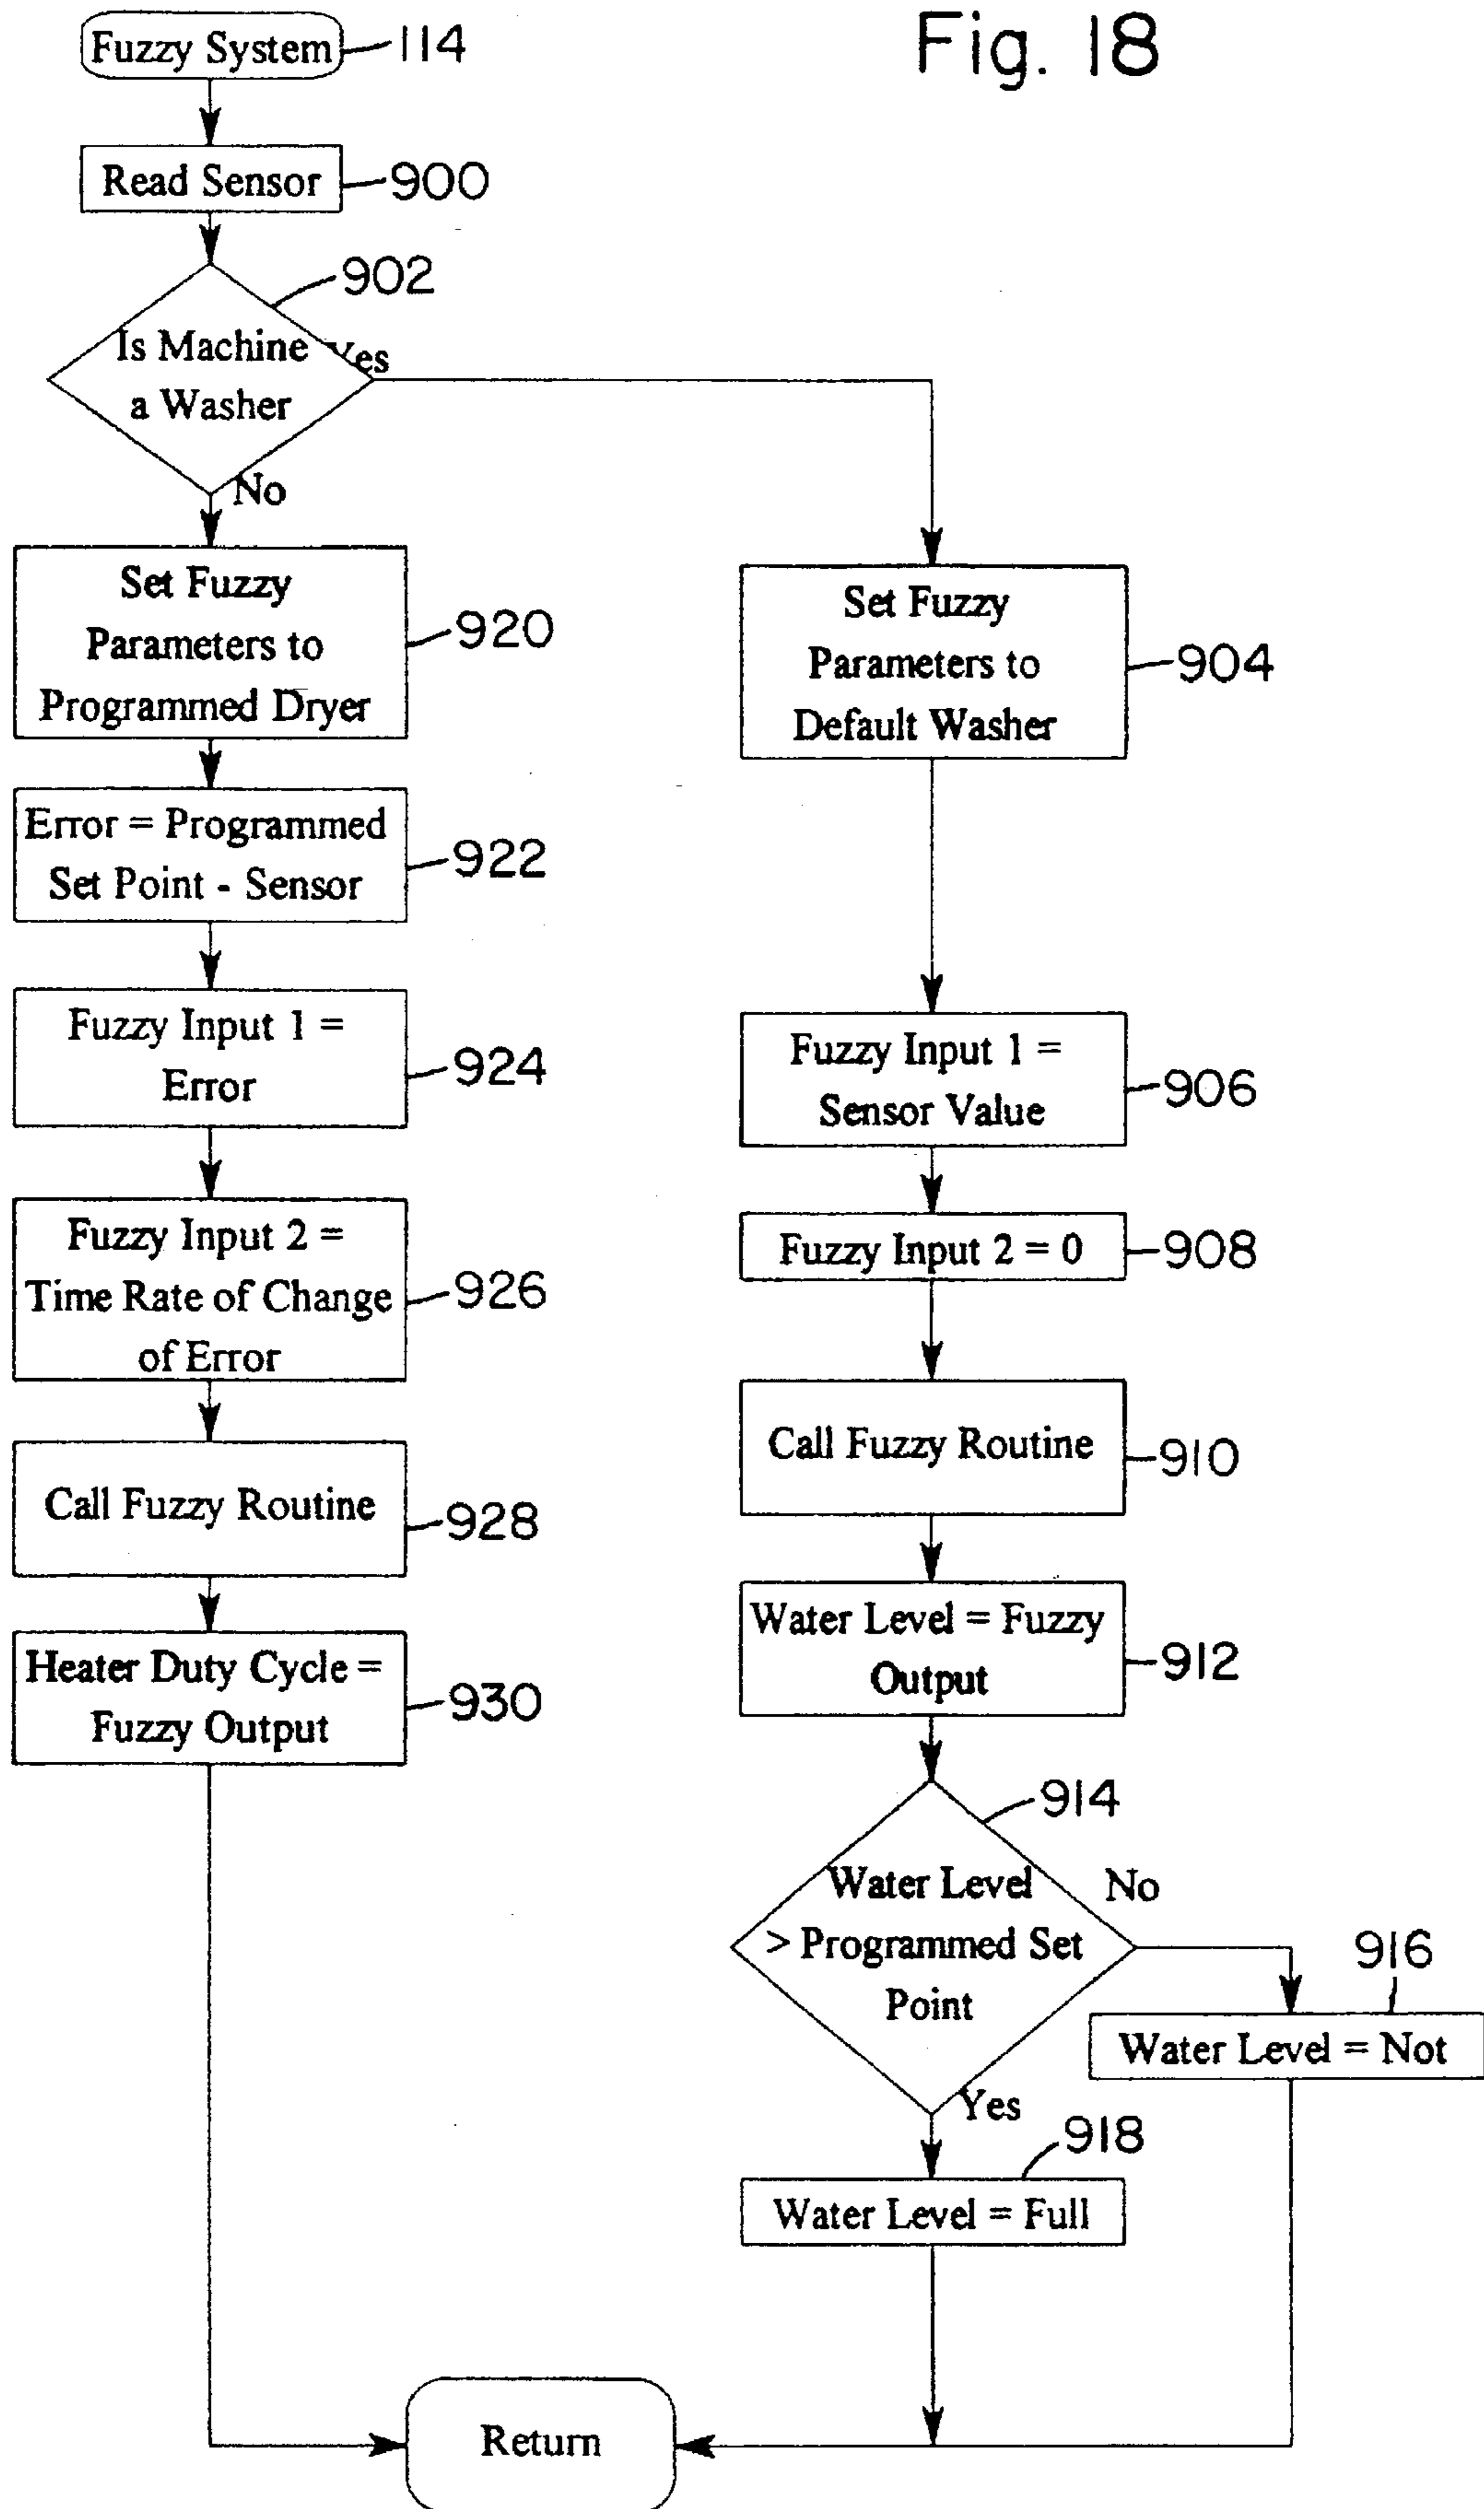 Fig. 18
Fuzzy System
114
Read Sensor
900
902
Is Machine
a Washer
Yes
No
Set Fuzzy
Parameters to
Programmed Dryer
920
Error = Programmed
Set Point - Sensor
922
Fuzzy Input 1 =
Error
924
Fuzzy Input 2 =
Time Rate of Change
of Error
926
Call Fuzzy Routine
928
Heater Duty Cycle =
Fuzzy Output
930
Set Fuzzy
Parameters to
Default Washer
904
Fuzzy Input 1 =
Sensor Value
906
Fuzzy Input 2 = 0
908
Call Fuzzy Routine
910
Water Level = Fuzzy
Output
912
914
Water Level
> Programmed Set
Point
No
916
Water Level = Not
Yes
918
Water Level = Full
Return